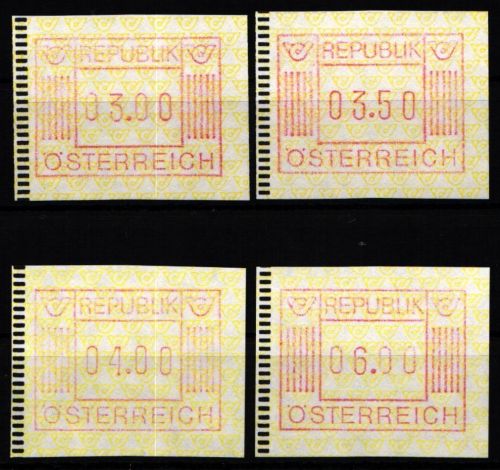 REPUBLIK
03.00
ÖSTERREICH
REPUBLIK
03.50
ÖSTERREICH
REPUBLIK
04.00
ÖSTERREICH
REPUBLIK
06.00
ÖSTERREICH